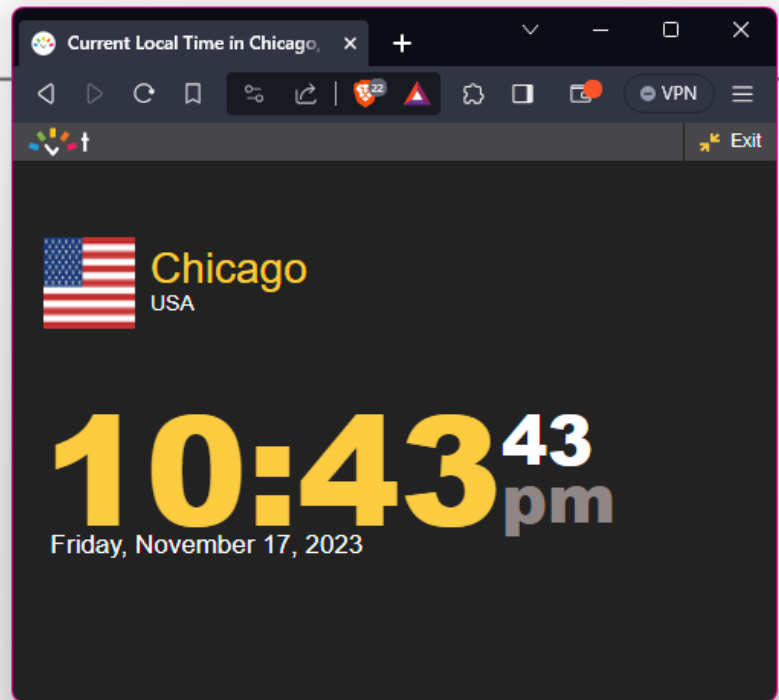 Current Local Time in Chicago,
22
VPN
t
Exit
Chicago
USA
10:43
43
pm
Friday, November 17, 2023